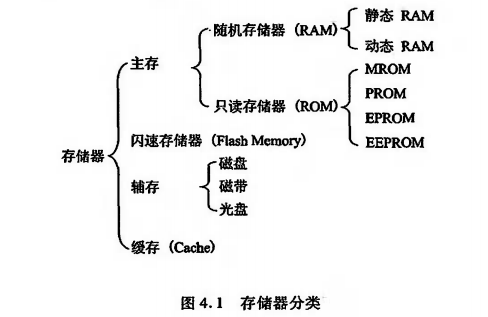 静态 RAM
随机存储器（RAM）
动态 RAM
主存
MROM
PROM
只读存储器（ROM）
EPROM
EEPROM
闪速存储器（Flash Memory）
存储器
磁盘
辅存
磁带
光盘
缓存（Cache）
图 4.1 存储器分类